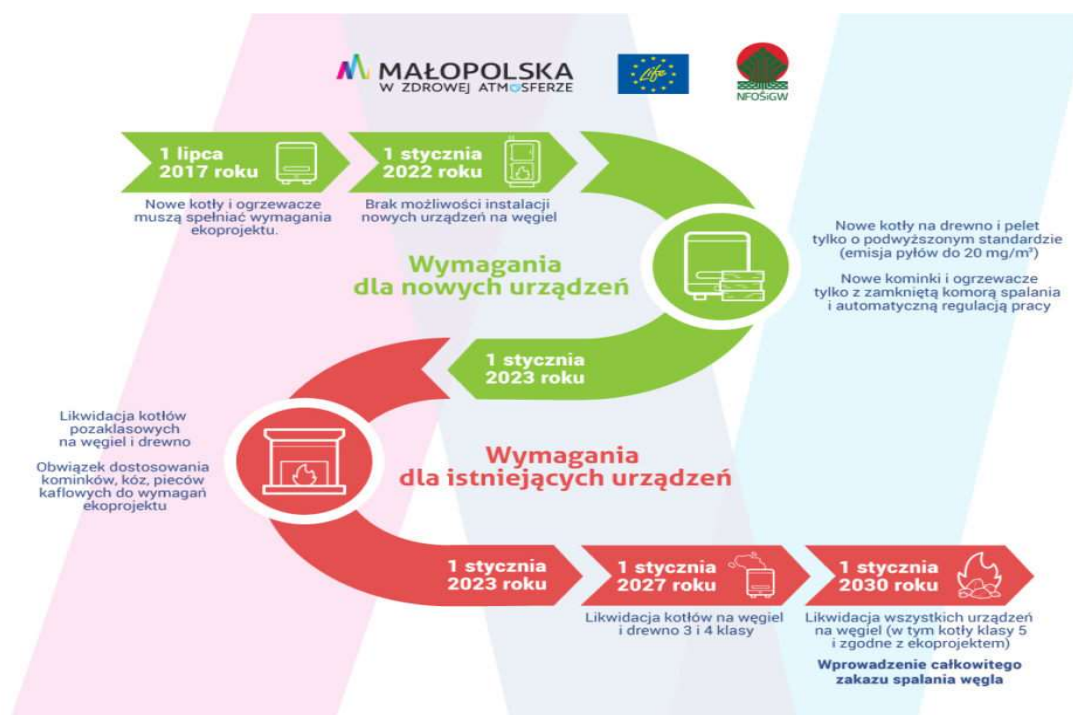 MAŁOPOLSKA
W ZDROWEJ ATMOSFERZE
Life
NFOŚiGW
1 lipca
2017 roku
Nowe kotły i ogrzewacze
muszą spełniać wymagania
ekoprojektu.
1 stycznia
2022 roku
Brak możliwości instalacji
nowych urządzeń na węgiel
Wymagania
dla nowych urządzeń
Nowe kotły na drewno i pelet
tylko o podwyższonym standardzie
(emisja pyłów do 20 mg/m³)
Nowe kominki i ogrzewacze
tylko z zamkniętą komorą spalania
i automatyczną regulacją pracy
1 stycznia
2023 roku
Likwidacja kotłów
pozaklasowych
na węgiel i drewno
Obowiązek dostosowania
kominków, kóz, pieców
kaflowych do wymagań
ekoprojektu
Wymagania
dla istniejących urządzeń
1 stycznia
2023 roku
1 stycznia
2027 roku
Likwidacja kotłów na węgiel
i drewno 3 i 4 klasy
1 stycznia
2030 roku
Likwidacja wszystkich urządzeń
na węgiel (w tym kotły klasy 5
i zgodne z ekoprojektem)
Wprowadzenie całkowitego
zakazu spalania węgla